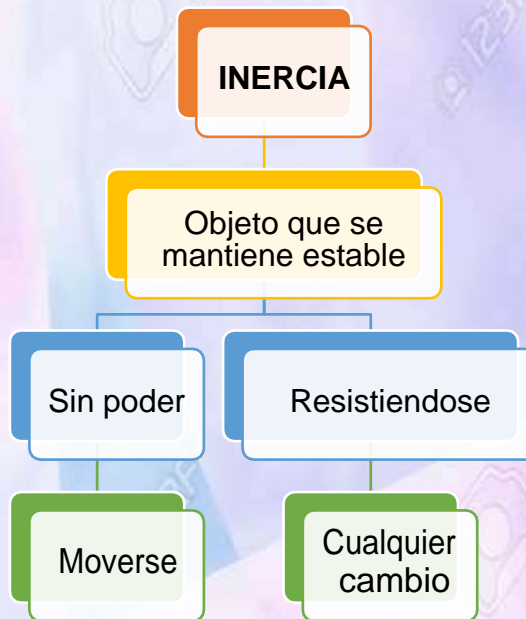 INERCIA
Objeto que se
mantiene estable
Sin poder
Resistiendose
Moverse
Cualquier
cambio